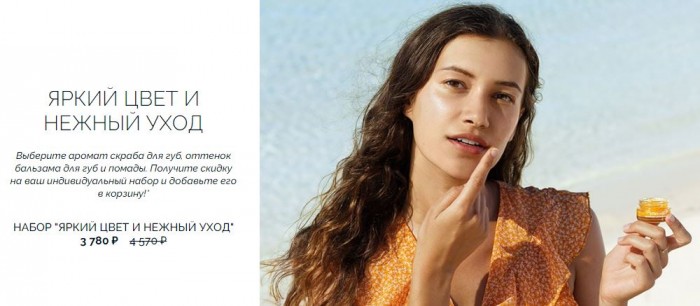 ЯРКИЙ ЦВЕТ И
НЕЖНЫЙ УХОД
Выберите аромат скраба для губ, оттенок
бальзама для губ и помады. Получите скидку
на ваш индивидуальный набор и добавьте его
в корзину!*
НАБОР "ЯРКИЙ ЦВЕТ И НЕЖНЫЙ УХОД"
3 780 ₽ 4 570 ₽